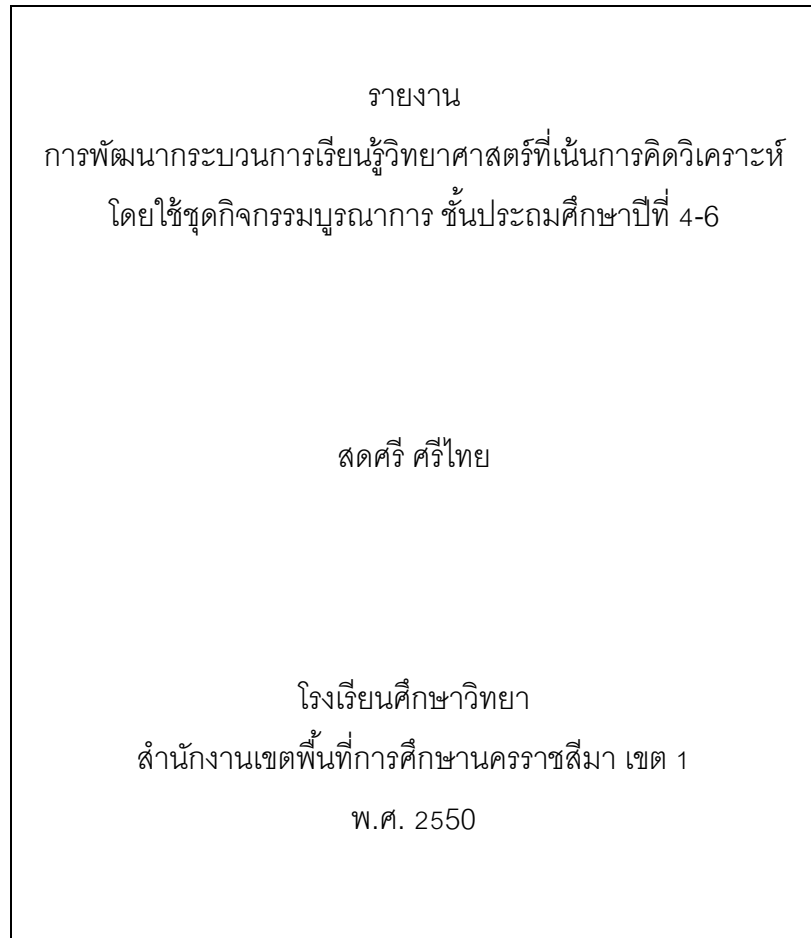 รายงาน
การพัฒนากระบวนการเรียนรู้วิทยาศาสตร์ที่เน้นการคิดวิเคราะห์
โดยใช้ชุดกิจกรรมบูรณาการ ชั้นประถมศึกษาปีที่ 4-6
สดศรี ศรีไทย
โรงเรียนศึกษาวิทยา
สำนักงานเขตพื้นที่การศึกษานครราชสีมา เขต 1
พ.ศ. 2550